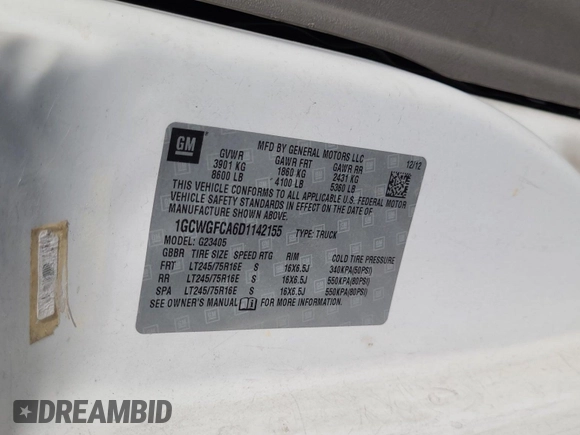 GM
MFD BY GENERAL MOTORS LLC
12/12
GVWR GAWR FRT GAWR RR
3901 KG 1860 KG 2431 KG
8600 LB 4100 LB 5360 LB
THIS VEHICLE CONFORMS TO ALL APPLICABLE U.S. FEDERAL MOTOR
VEHICLE SAFETY STANDARDS IN EFFECT ON THE DATE OF
MANUFACTURE SHOWN ABOVE.
1GCWGFCA6D1142155 TYPE: TRUCK
MODEL: G23405
GBBR TIRE SIZE SPEED RTG RIM COLD TIRE PRESSURE
FRT LT245/75R16E S 16X6.5J 340KPA(50PSI)
RR LT245/75R16E S 16X6.5J 550KPA(80PSI)
SPA LT245/75R16E S 16X6.5J 550KPA(80PSI)
SEE OWNER'S MANUAL FOR MORE INFORMATION.
DREAMBID